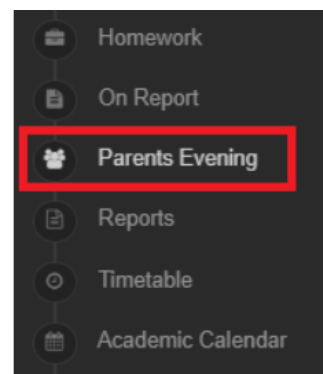 Homework
On Report
Parents Evening
Reports
Timetable
Academic Calendar